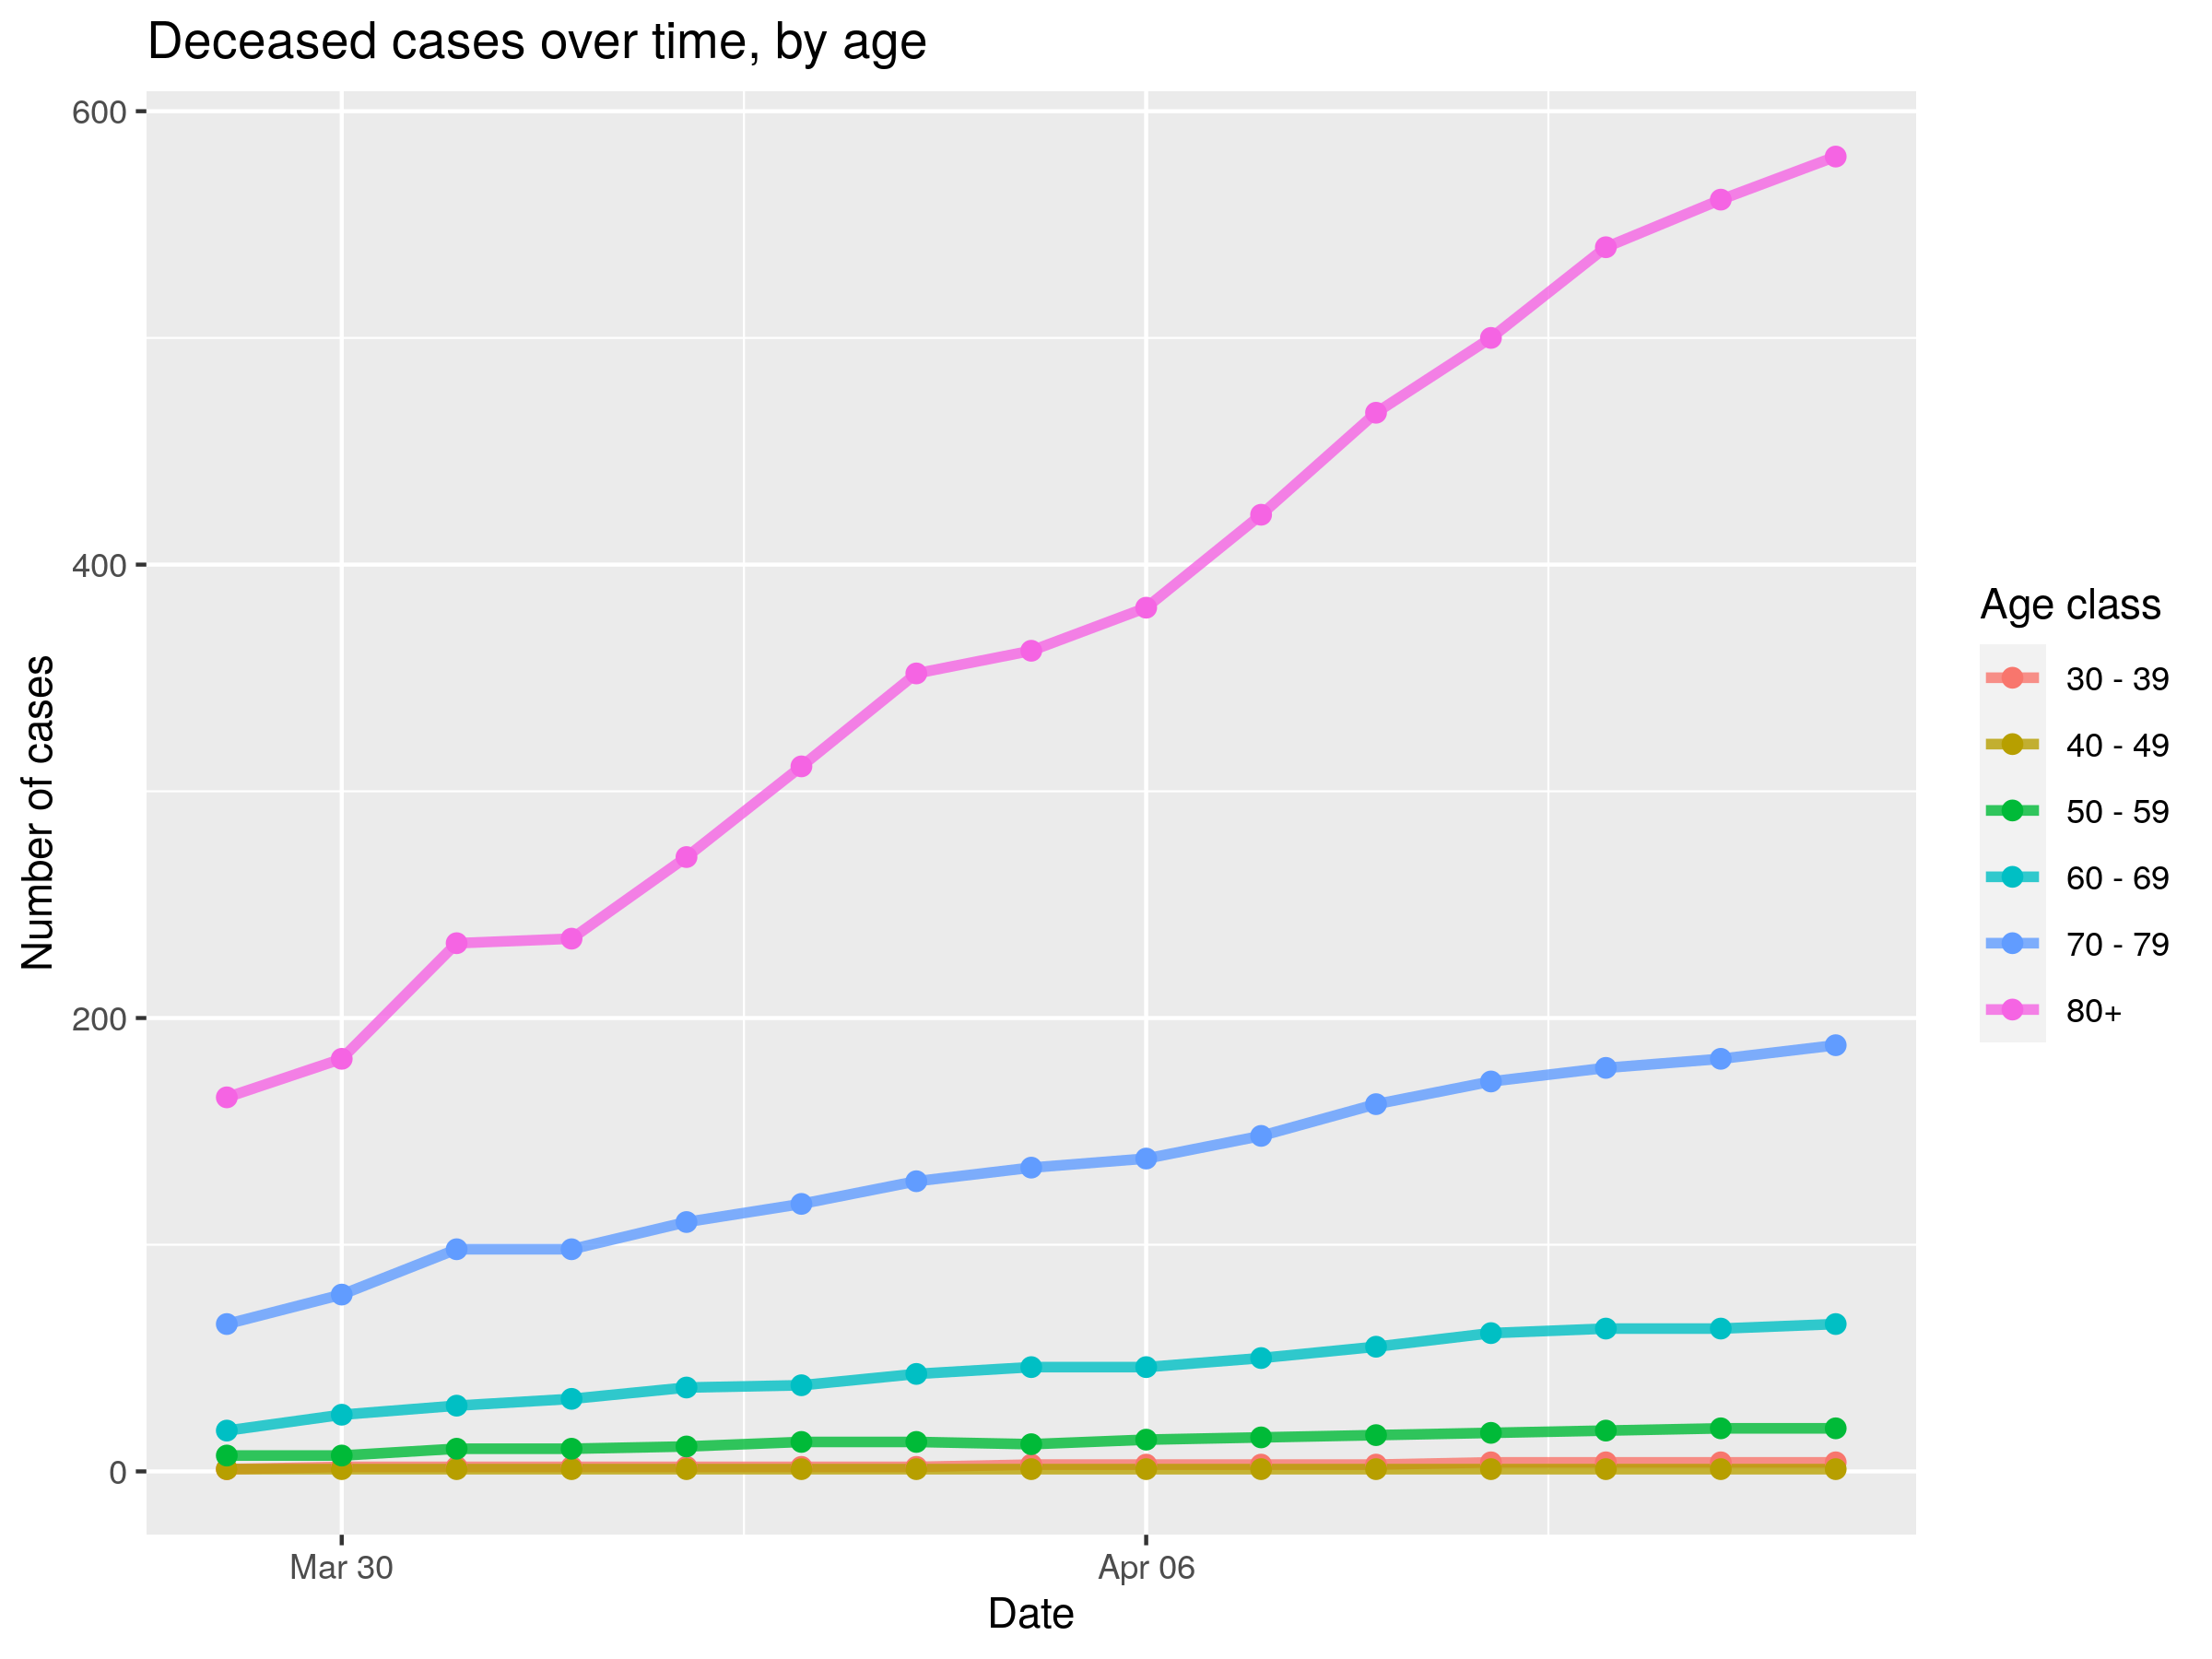 Deceased cases over time, by age
600
400
200
0
Number of cases
Mar 30
Apr 06
Date
Age class
30 - 39
40 - 49
50 - 59
60 - 69
70 - 79
80+